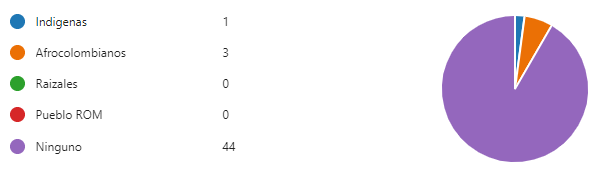 Indigenas 1
Afrocolombianos 3
Raizales 0
Pueblo ROM 0
Ninguno 44